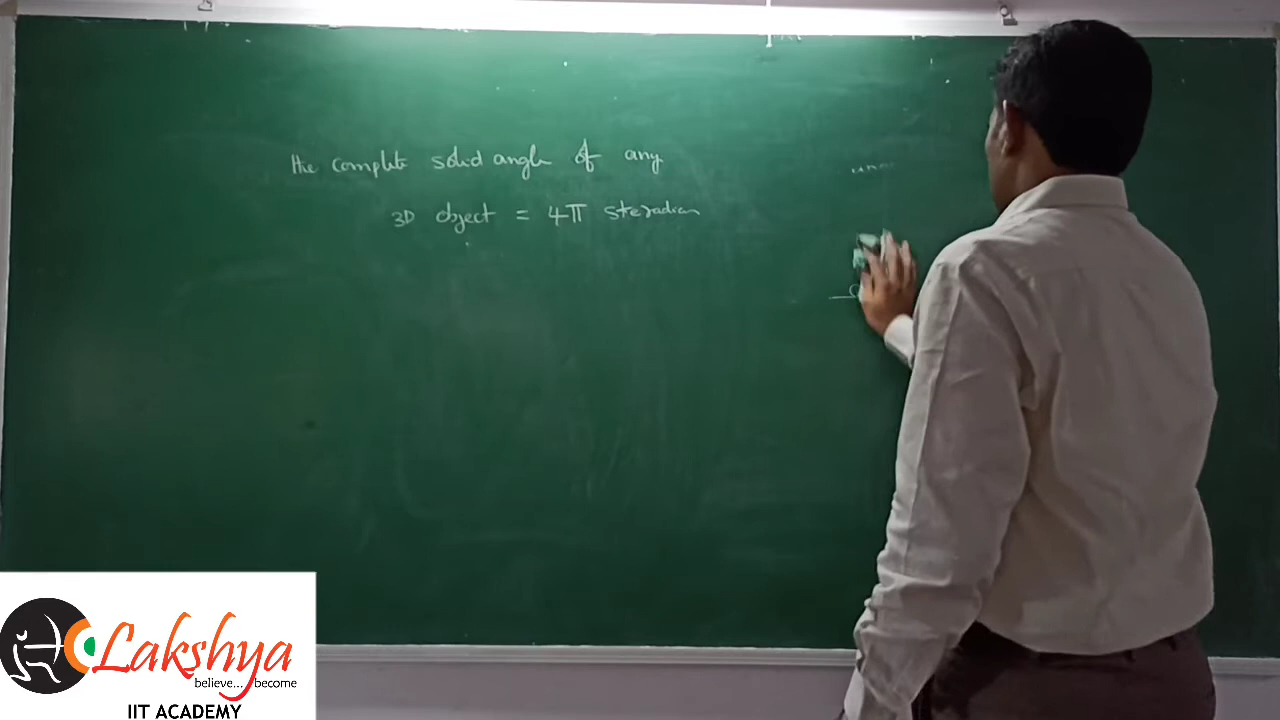 the complete solid angle of any
3D object = 4π steradian
Lakshya
believe... become
IIT ACADEMY